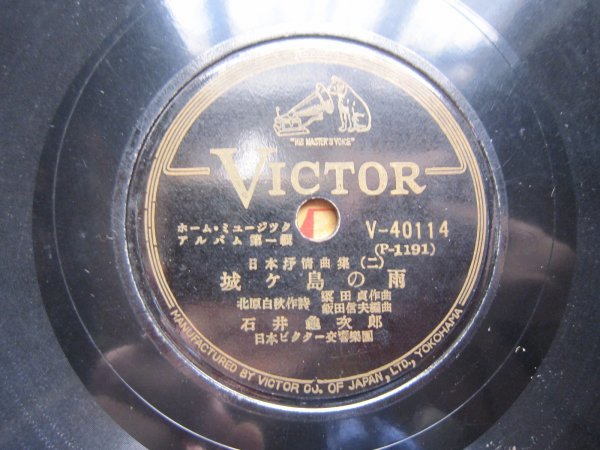 "HIS MASTER'S VOICE"
VICTOR
ホーム・ミュージック
アルバム第一輯
V-40114
(P-1191)
日本抒情曲集(二)
城ヶ島の雨
北原白秋作詩
梁田貞作曲
飯田信夫編曲
石井亀次郎
日本ビクター交響樂團
MANUFACTURED BY VICTOR CO. OF JAPAN, LTD., YOKOHAMA